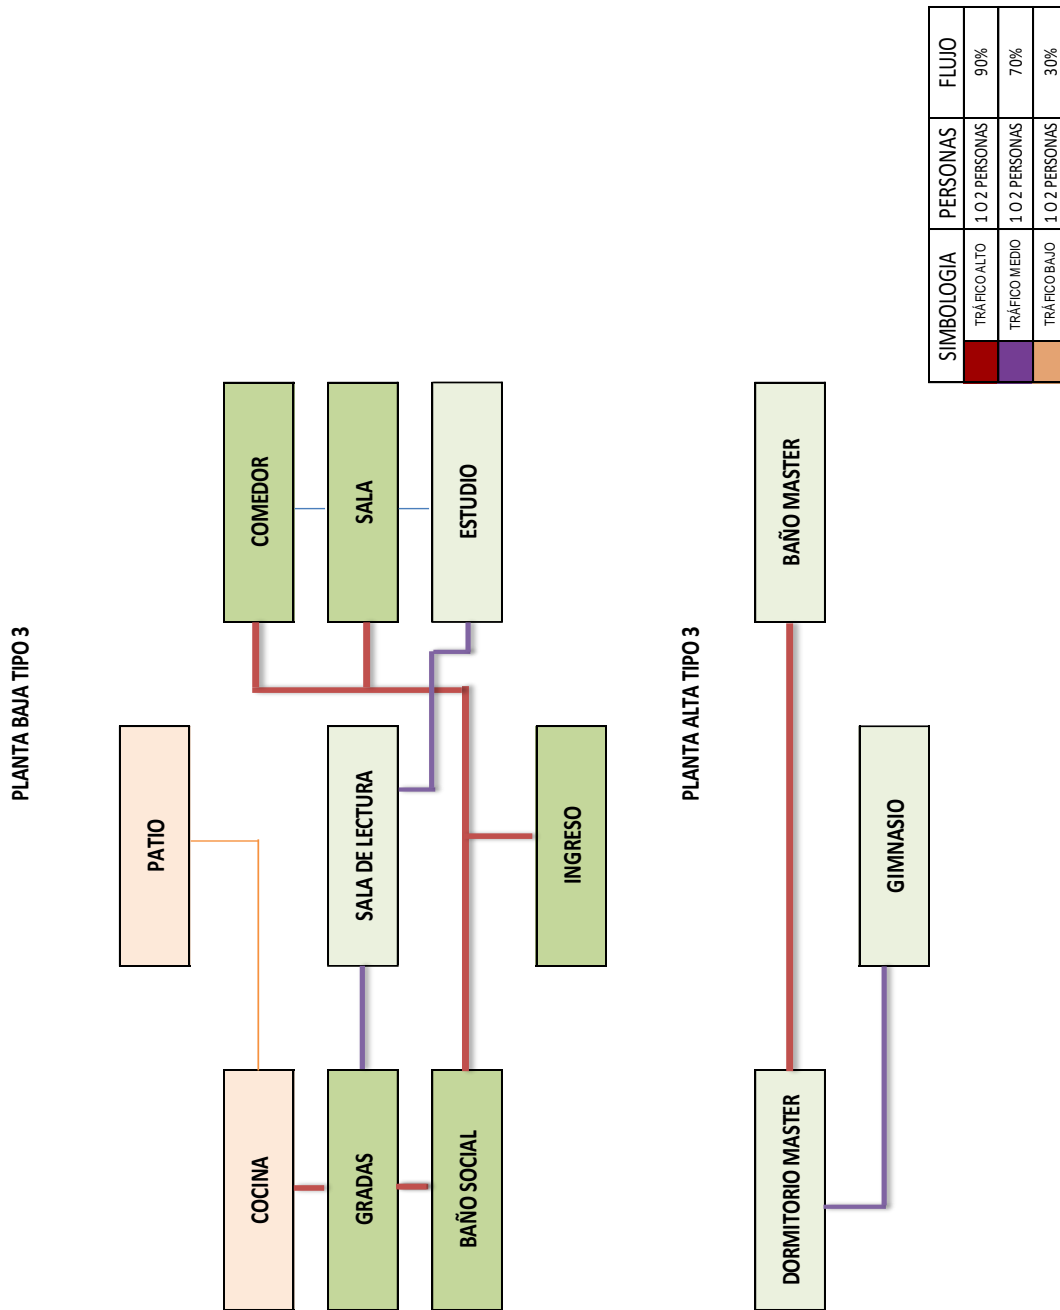 PLANTA BAJA TIPO 3
PATIO
COCINA
COMEDOR
GRADAS
SALA DE LECTURA
SALA
BAÑO SOCIAL
ESTUDIO
INGRESO
PLANTA ALTA TIPO 3
DORMITORIO MASTER
BAÑO MASTER
GIMNASIO
SIMBOLOGIA PERSONAS FLUJO
TRÁFICO ALTO 1 O 2 PERSONAS 90%
TRÁFICO MEDIO 1 O 2 PERSONAS 70%
TRÁFICO BAJO 1 O 2 PERSONAS 30%